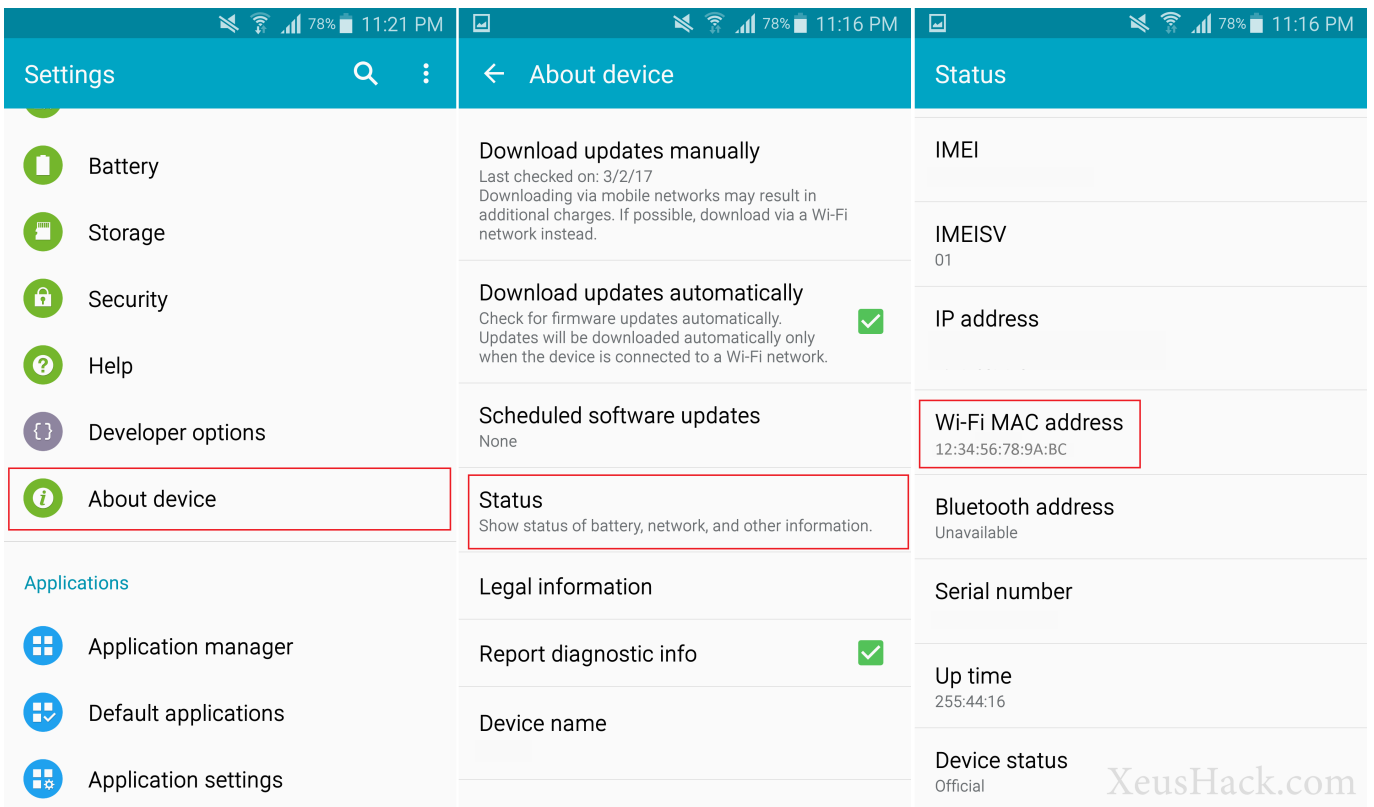 78% 11:21 PM
Settings
Battery
Storage
Security
Help
Developer options
About device
Applications
Application manager
Default applications
Application settings
78% 11:16 PM
About device
Download updates manually
Last checked on: 3/2/17
Downloading via mobile networks may result in
additional charges. If possible, download via a Wi-Fi
network instead.
Download updates automatically
Check for firmware updates automatically.
Updates will be downloaded automatically only
when the device is connected to a Wi-Fi network.
Scheduled software updates
None
Status
Show status of battery, network, and other information.
Legal information
Report diagnostic info
Device name
78% 11:16 PM
Status
IMEI
IMEISV
01
IP address
Wi-Fi MAC address
12:34:56:78:9A:BC
Bluetooth address
Unavailable
Serial number
Up time
255:44:16
Device status
Official
XeusHack.com